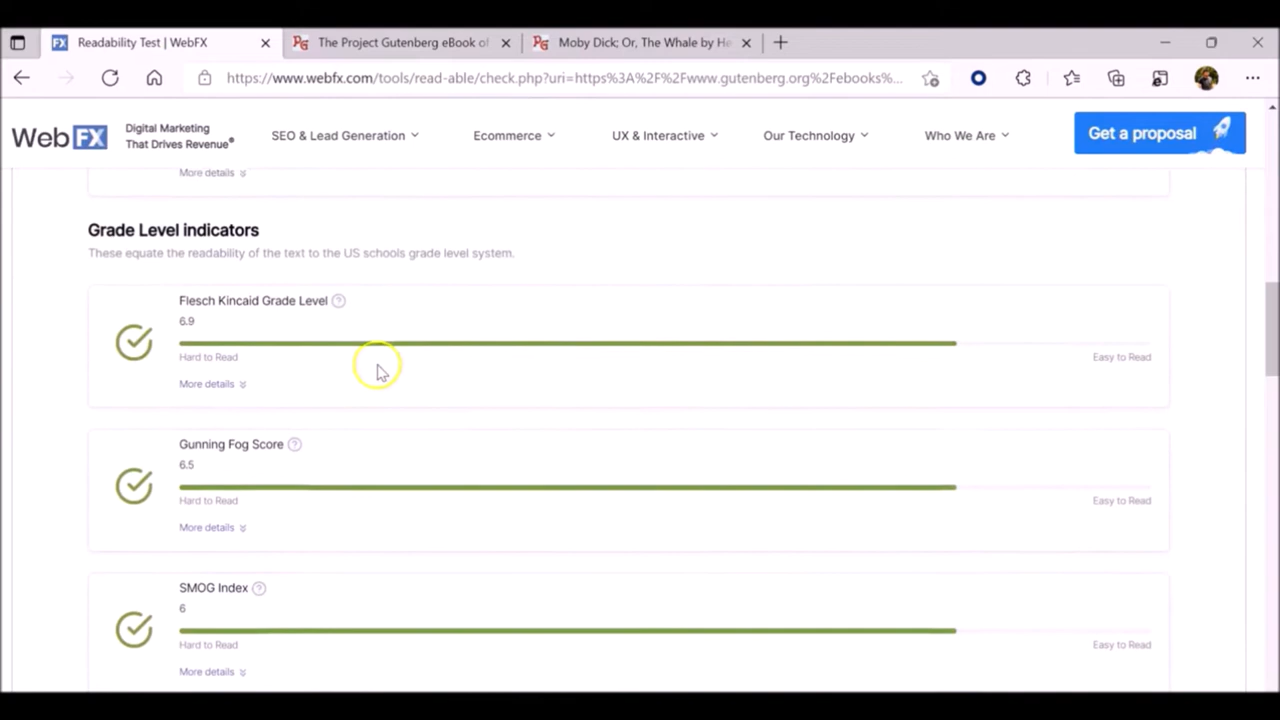 Readability Test | WebFX
The Project Gutenberg eBook of
Moby Dick; Or, The Whale by He
https://www.webfx.com/tools/read-able/check.php?uri=https%3A%2F%2Fwww.gutenberg.org%2Febooks%...
WebFX
Digital Marketing
That Drives Revenue®
SEO & Lead Generation
Ecommerce
UX & Interactive
Our Technology
Who We Are
Get a proposal
More details
Grade Level indicators
These equate the readability of the text to the US schools grade level system.
Flesch Kincaid Grade Level ?
6.9
Hard to Read
Easy to Read
More details
Gunning Fog Score ?
6.5
Hard to Read
Easy to Read
More details
SMOG Index ?
6
Hard to Read
Easy to Read
More details